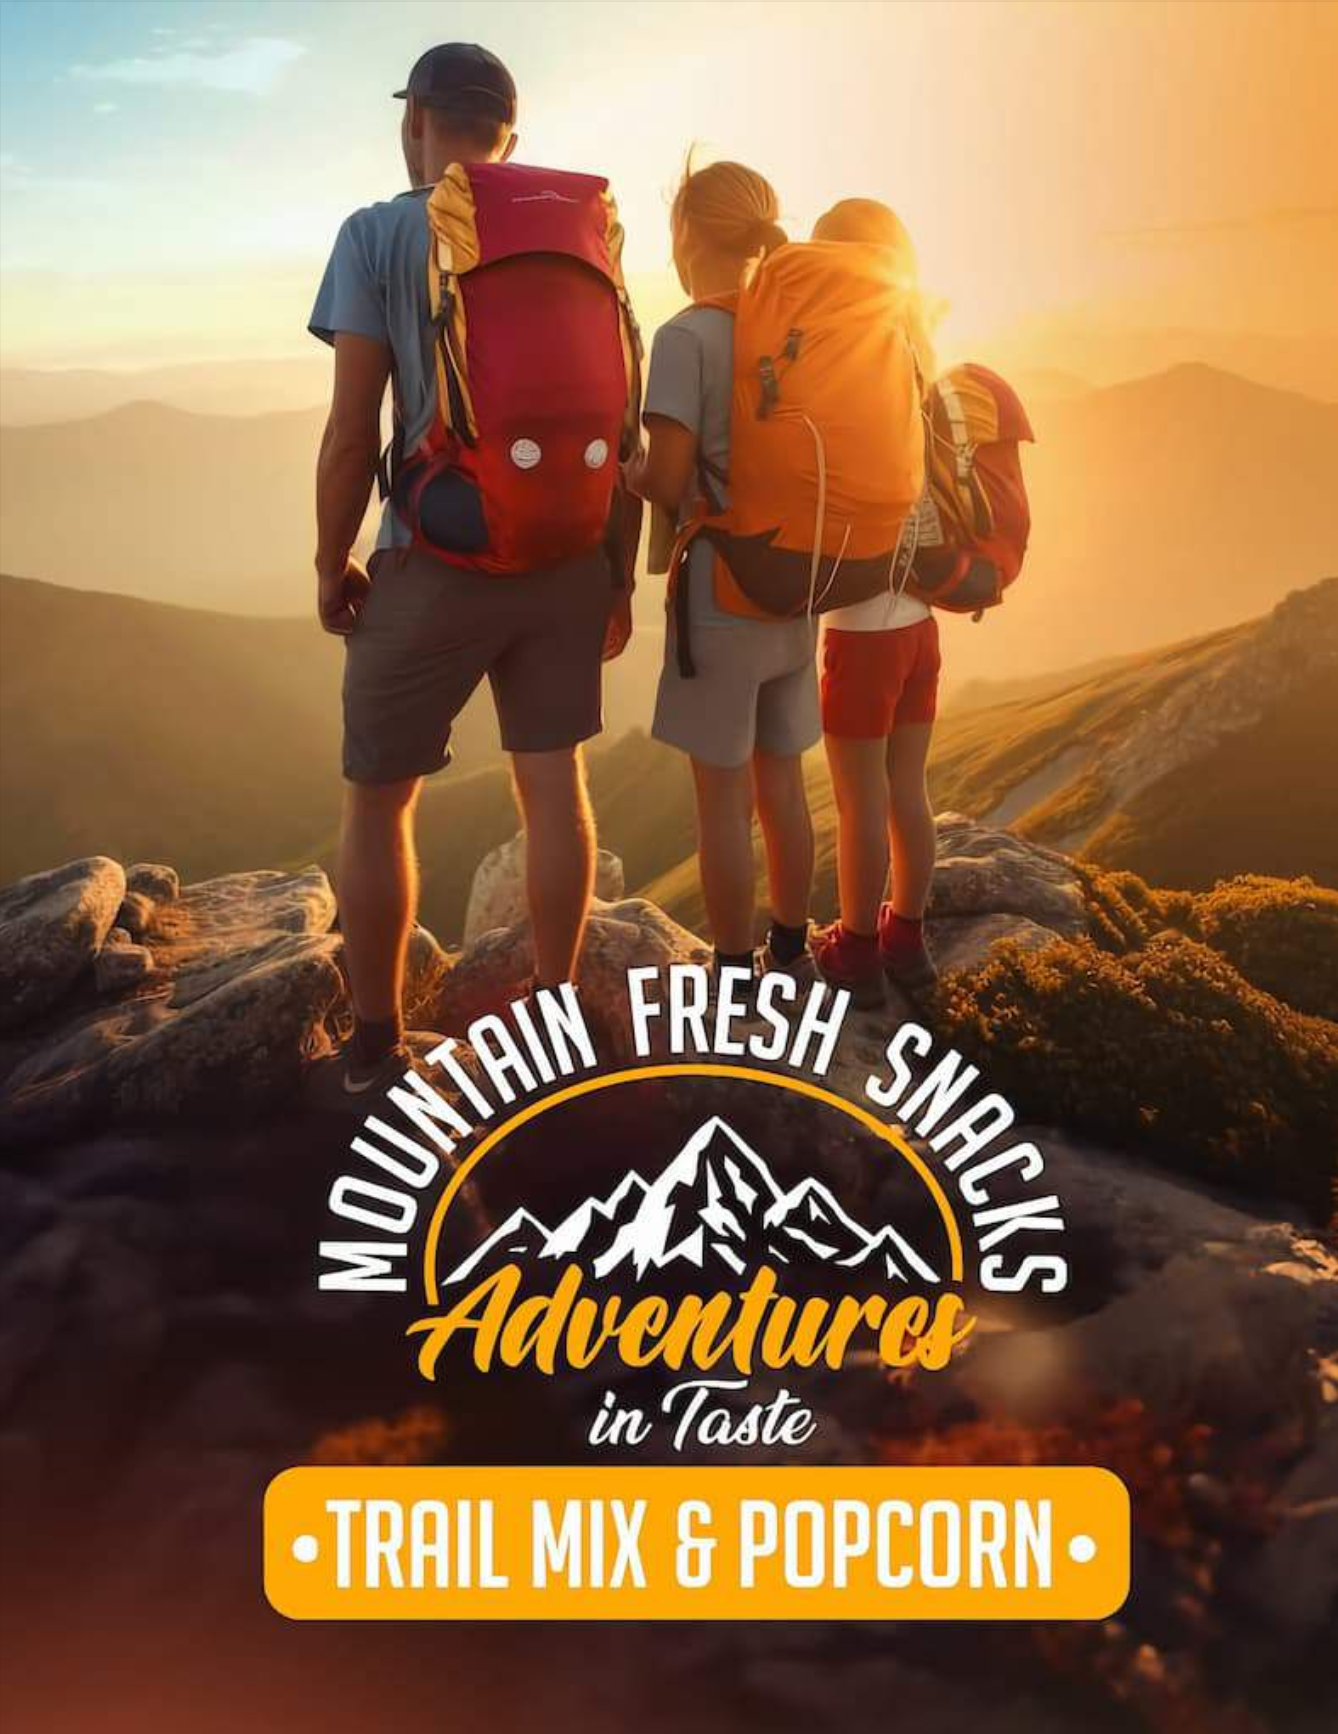 MOUNTAIN FRESH SNACKS
Adventures
in Taste
•TRAIL MIX & POPCORN•